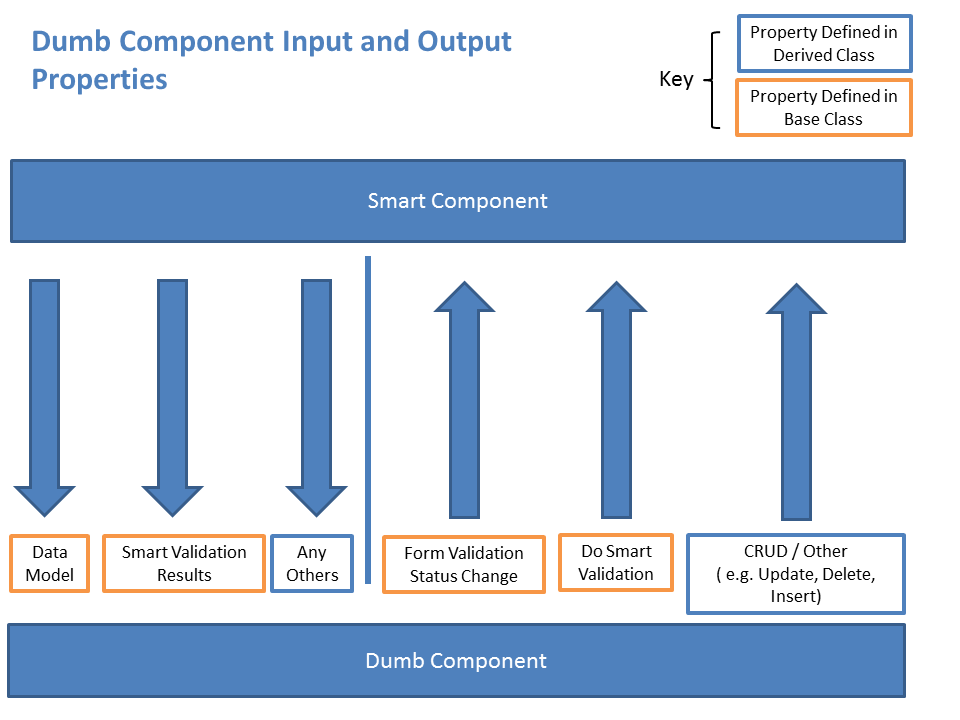 Dumb Component Input and Output
Properties
Key
Property Defined in
Derived Class
Property Defined in
Base Class
Smart Component
Data
Model
Smart Validation
Results
Any
Others
Form Validation
Status Change
Do Smart
Validation
CRUD / Other
( e.g. Update, Delete,
Insert)
Dumb Component